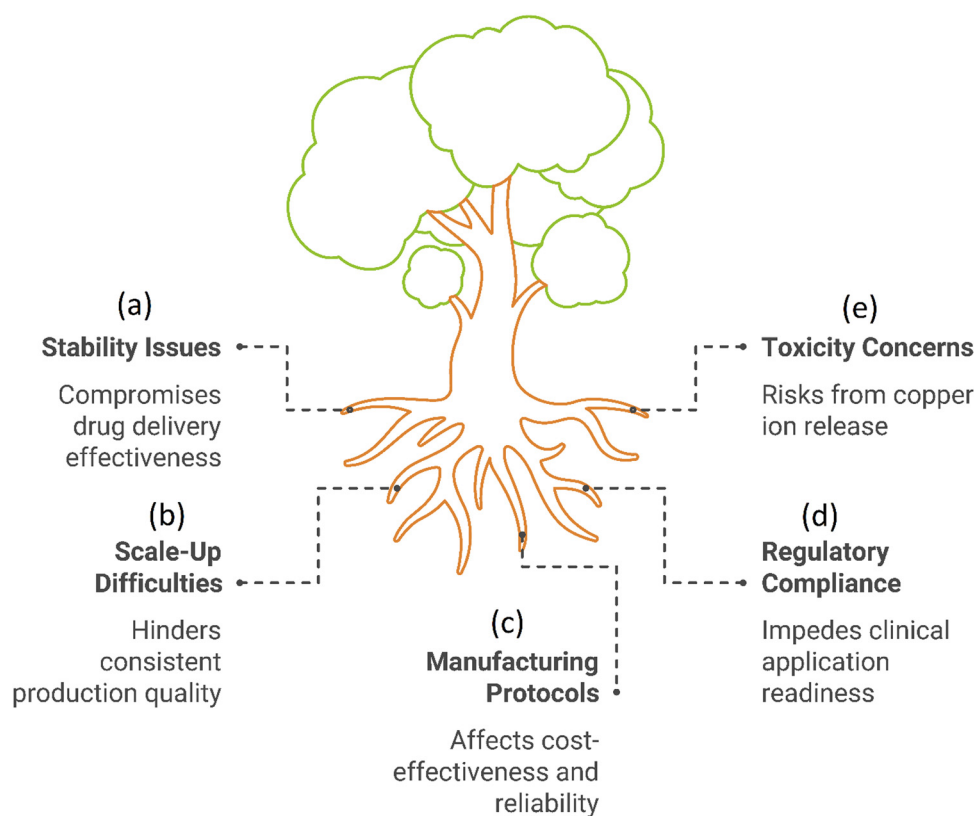 (a)
Stability Issues
Compromises
drug delivery
effectiveness
(b)
Scale-Up
Difficulties
Hinders
consistent
production quality
(c)
Manufacturing
Protocols
Affects cost-
effectiveness and
reliability
(d)
Regulatory
Compliance
Impedes clinical
application
readiness
(e)
Toxicity Concerns
Risks from copper
ion release